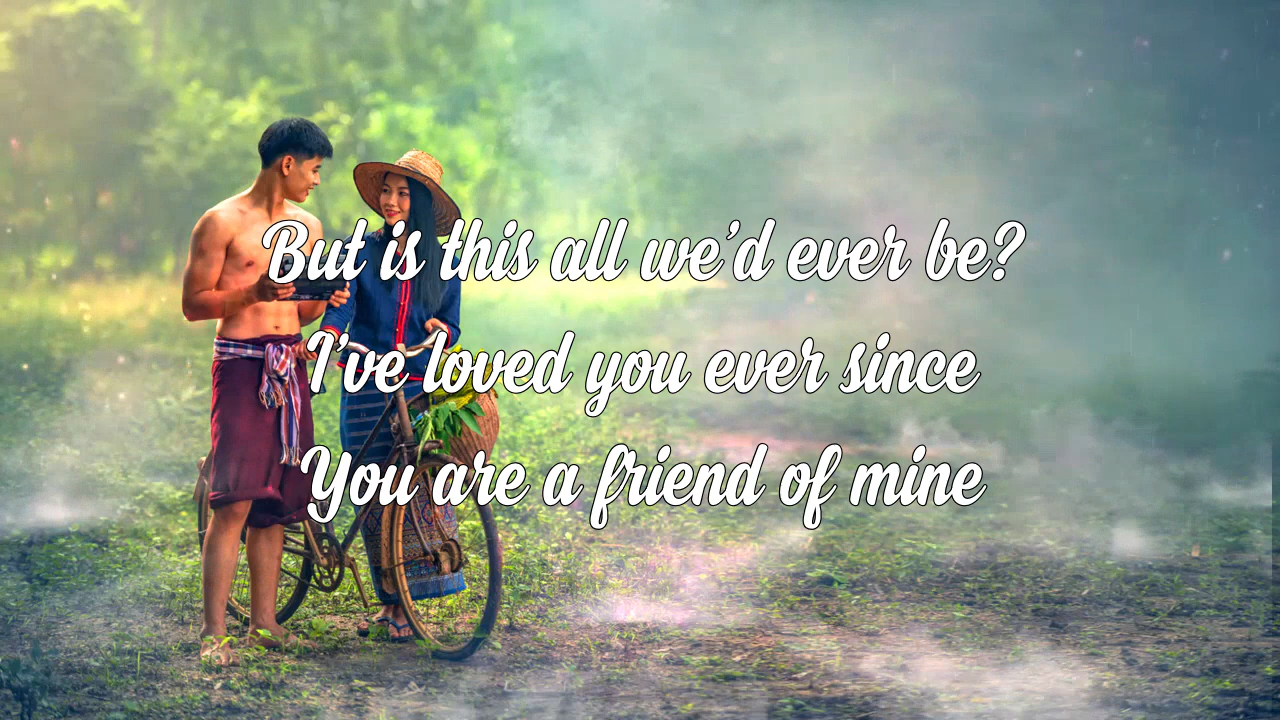 But is this all we’d ever be?
I’ve loved you ever since
You are a friend of mine